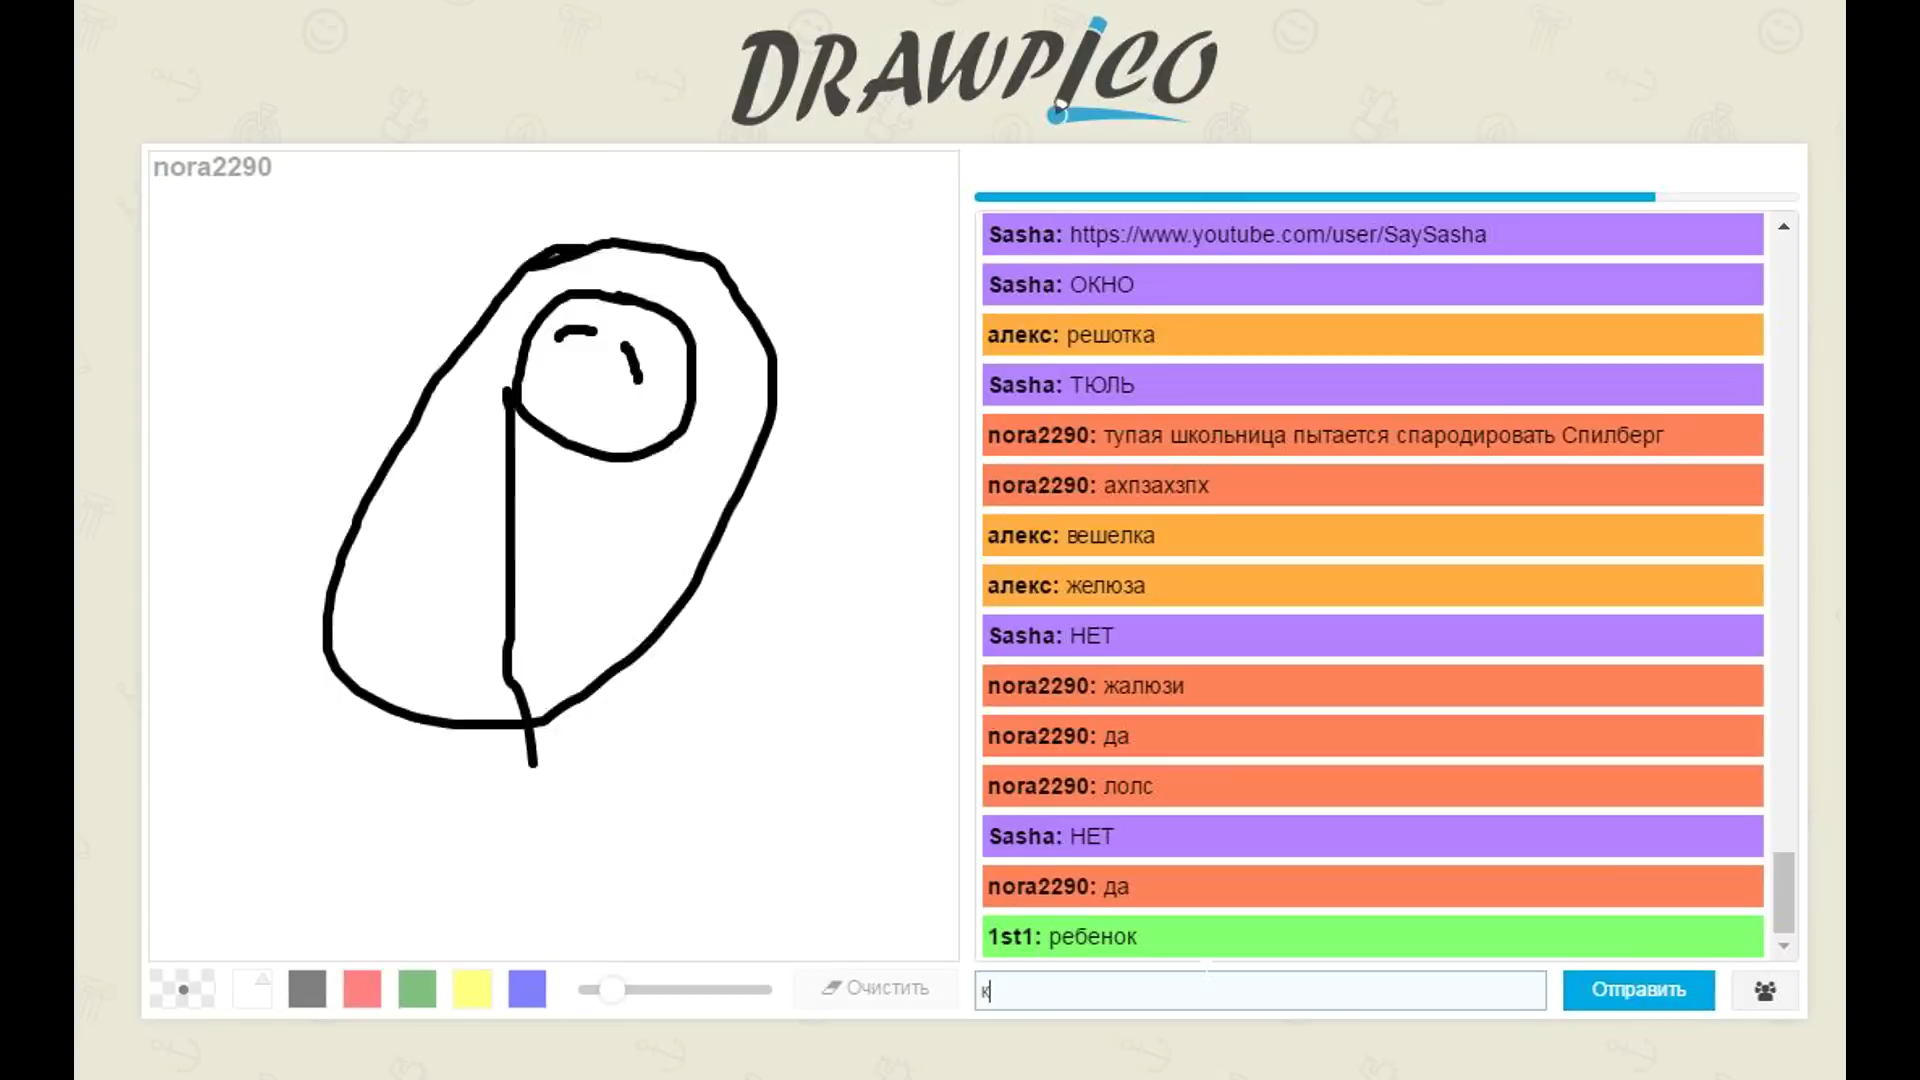 DRAWPICO
nora2290
Sasha: https://www.youtube.com/user/SaySasha
Sasha: ОКНО
алекс: решотка
Sasha: ТЮЛЬ
nora2290: тупая школьница пытается спародировать Спилберг
nora2290: ахпзахзпх
алекс: вешелка
алекс: желюза
Sasha: НЕТ
nora2290: жалюзи
nora2290: да
nora2290: лолс
Sasha: НЕТ
nora2290: да
1st1: ребенок
Очистить
к
Отправить